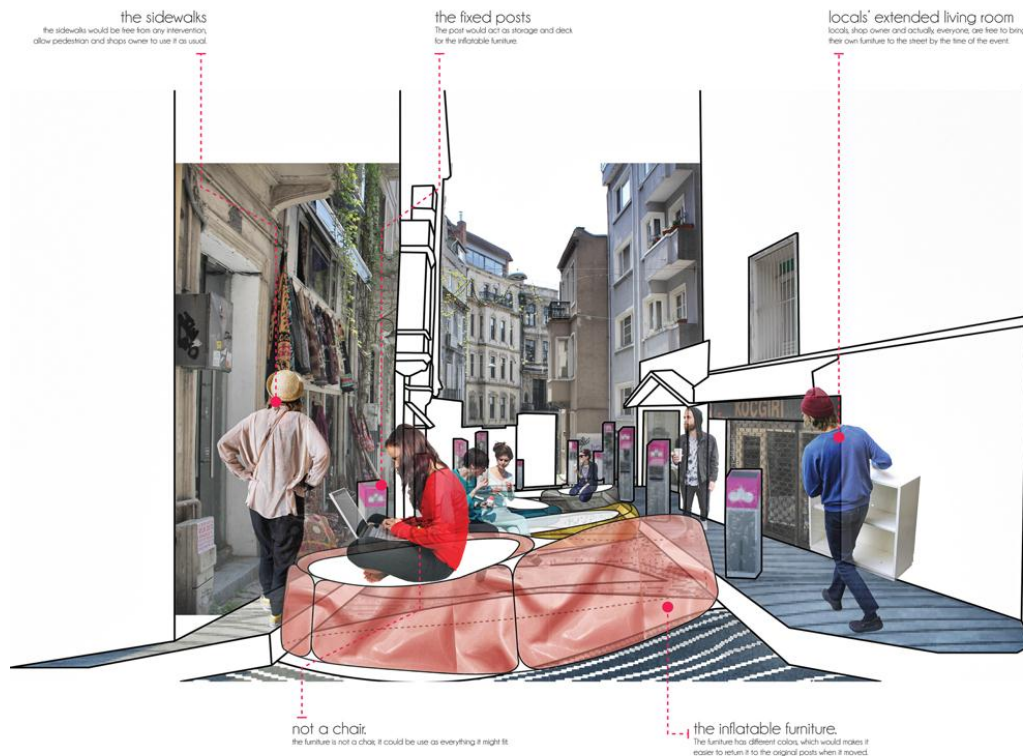 the sidewalks
the sidewalks would be free from any intervention,
allow pedestrian and shops owner to use it as usual.
the fixed posts
The post would act as storage and deck
for the inflatable furniture.
locals' extended living room
locals, shop owner and actually, everyone, are free to bring
their own furniture to the street by the time of the event.
KOÇGIRI
not a chair.
the furniture is not a chair, it could be use as everything it might fit.
the inflatable furniture.
The furniture has different colors, which would makes it
easier to return it to the original posts when it moved.